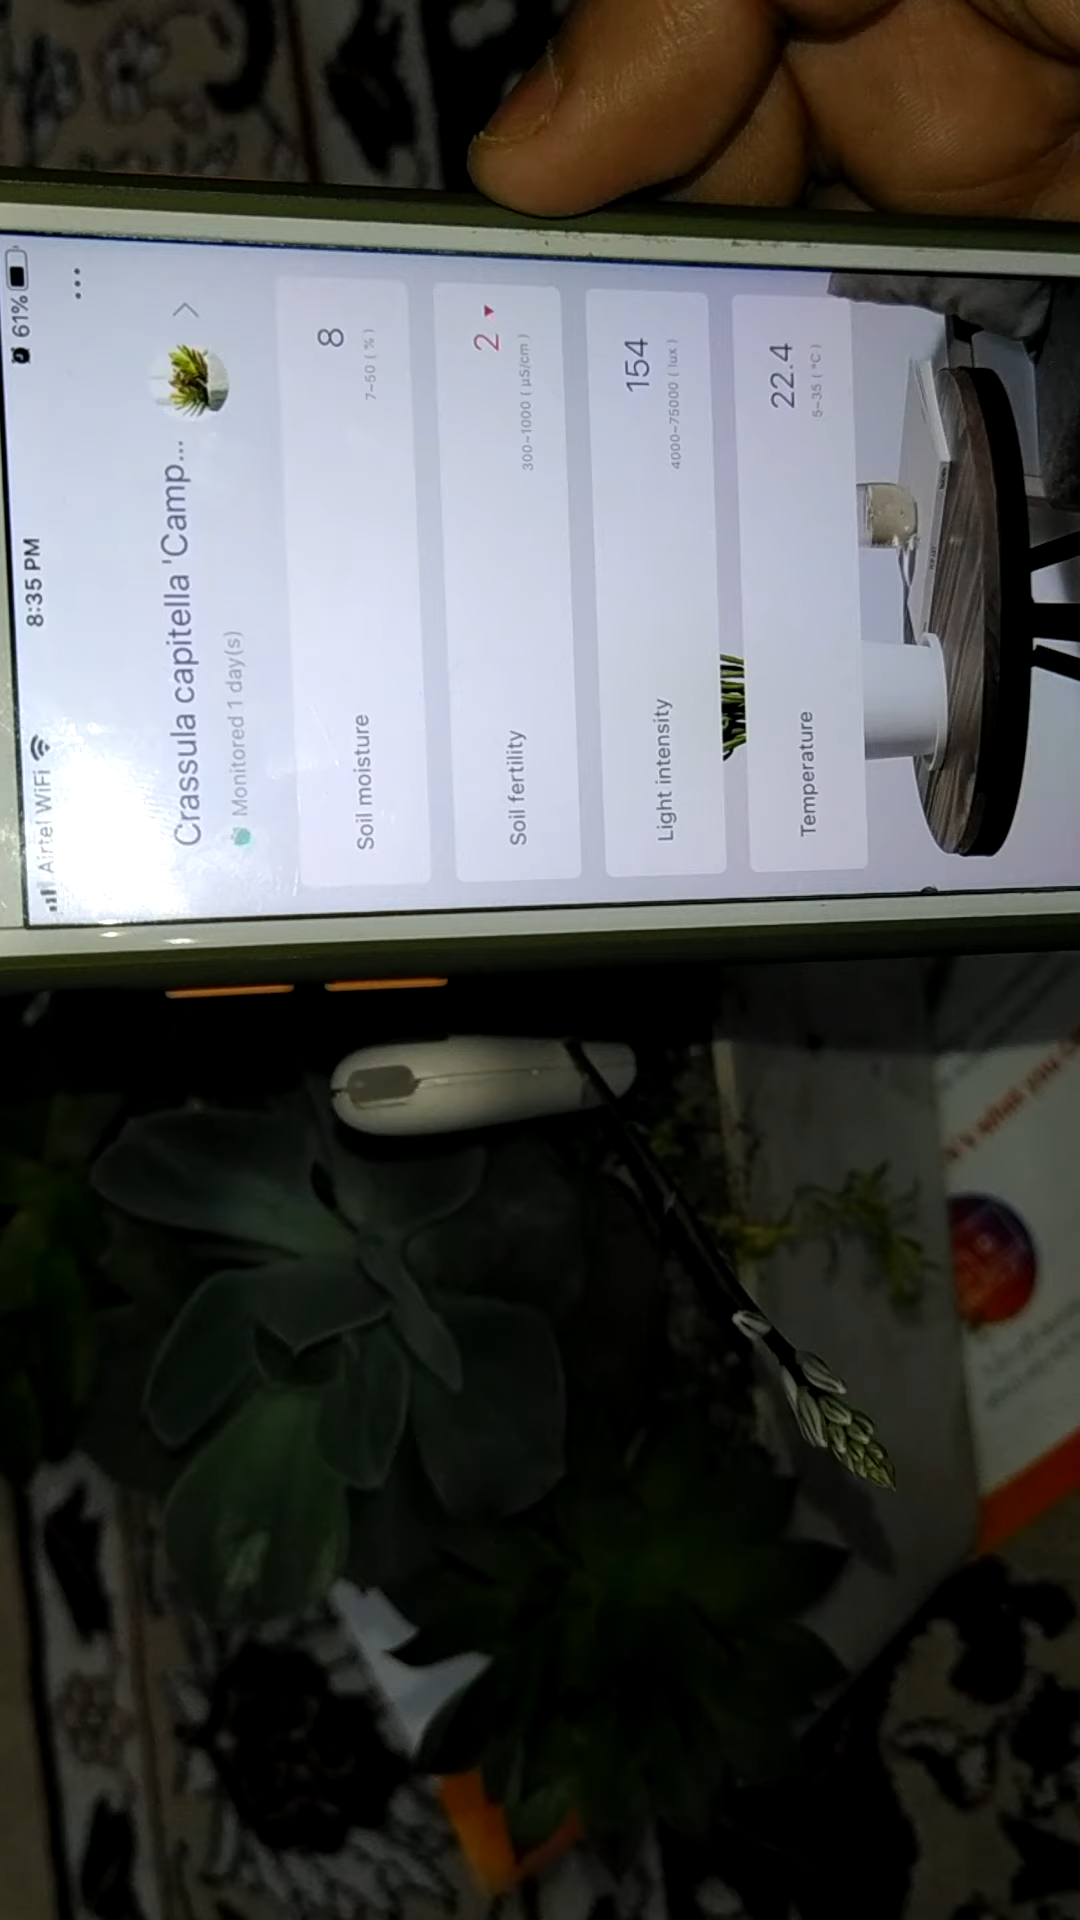 Airtel WiFi 8:35 PM 61%
Crassula capitella 'Camp...
Monitored 1 day(s)
Soil moisture 8
7-50 ( % )
Soil fertility 2
300-1000 ( µS/cm )
Light intensity 154
4000-75000 ( lux )
Temperature 22.4
5-35 ( °C )